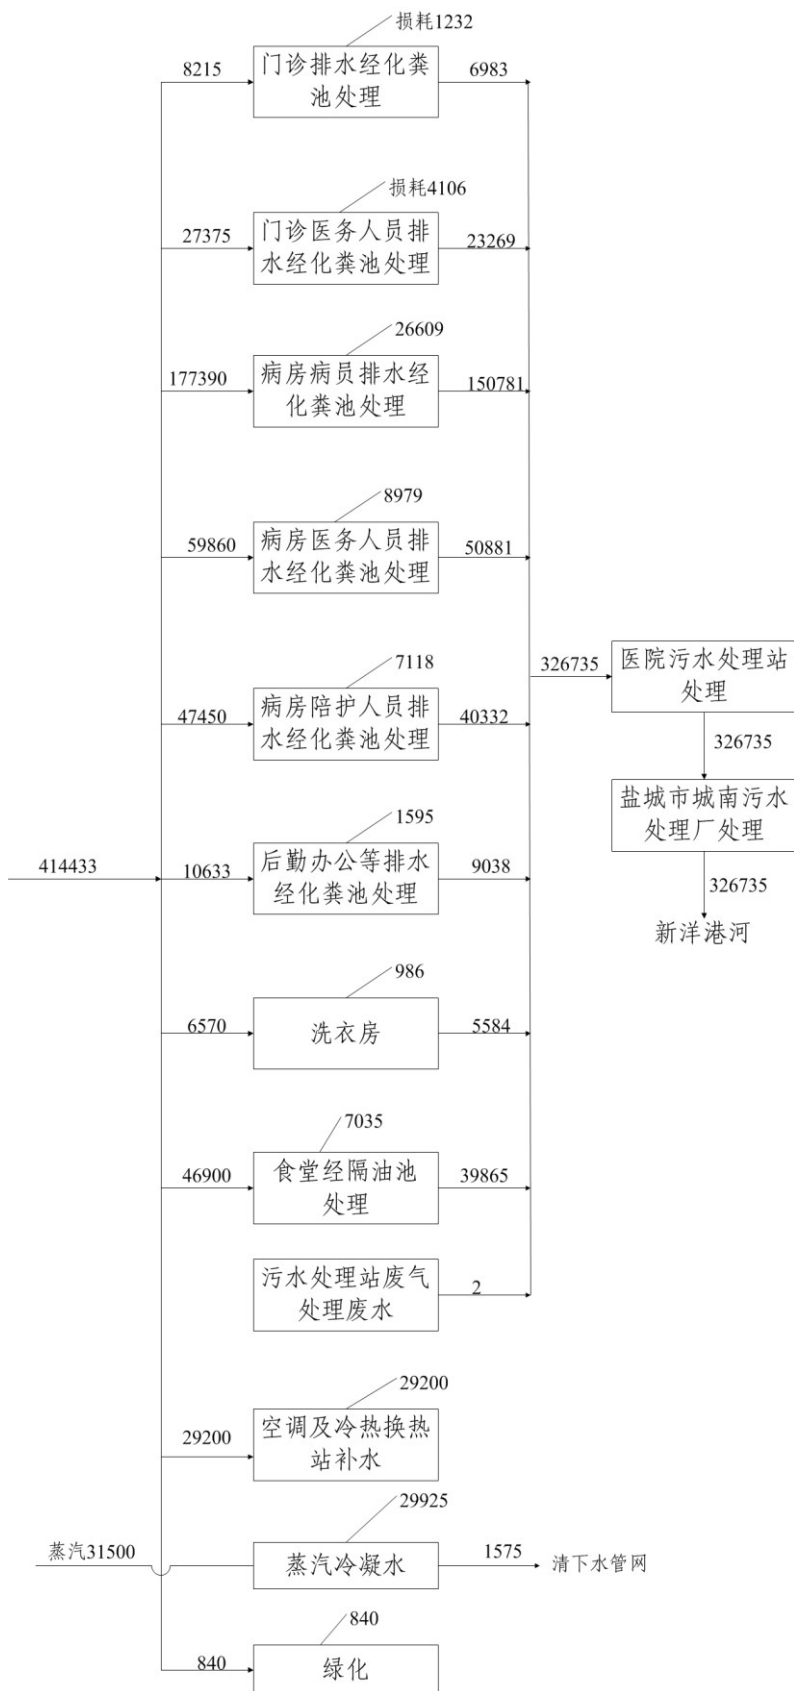 损耗1232
8215
门诊排水经化粪
池处理
6983
损耗4106
27375
门诊医务人员排
水经化粪池处理
23269
26609
177390
病房病员排水经
化粪池处理
150781
8979
59860
病房医务人员排
水经化粪池处理
50881
7118
47450
病房陪护人员排
水经化粪池处理
40332
326735
医院污水处理站
处理
326735
盐城市城南污水
处理厂处理
326735
新洋港河
414433
1595
10633
后勤办公等排水
经化粪池处理
9038
986
6570
洗衣房
5584
7035
46900
食堂经隔油池
处理
39865
污水处理站废气
处理废水
2
29200
29200
空调及冷热换热
站补水
29925
蒸汽31500
蒸汽冷凝水
1575
清下水管网
840
840
绿化